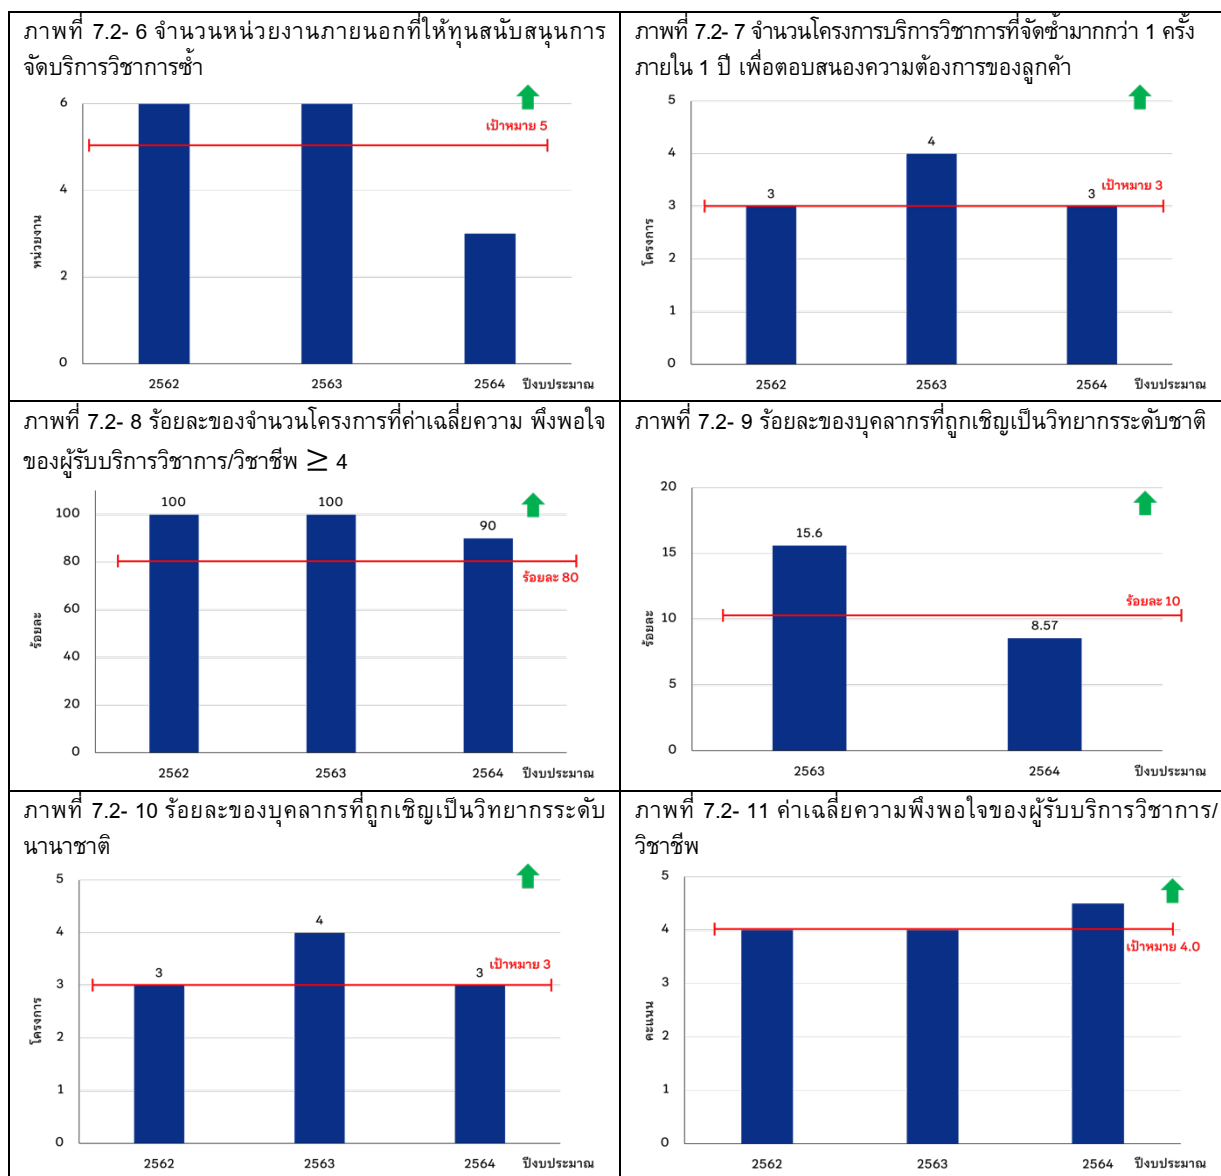 ภาพที่ 7.2- 6 จำนวนหน่วยงานภายนอกที่ให้ทุนสนับสนุนการ
จัดบริการวิชาการซ้ำ
6
4
2
0
หน่วยงาน
เป้าหมาย 5
2562
2563
2564
ปีงบประมาณ
ภาพที่ 7.2- 7 จำนวนโครงการบริการวิชาการที่จัดซ้ำมากกว่า 1 ครั้ง
ภายใน 1 ปี เพื่อตอบสนองความต้องการของลูกค้า
5
4
3
2
1
0
โครงการ
3
4
3
เป้าหมาย 3
2562
2563
2564
ปีงบประมาณ
ภาพที่ 7.2- 8 ร้อยละของจำนวนโครงการที่ค่าเฉลี่ยความ พึงพอใจ
ของผู้รับบริการวิชาการ/วิชาชีพ ≥ 4
100
80
60
40
20
0
ร้อยละ
100
100
90
ร้อยละ 80
2562
2563
2564
ปีงบประมาณ
ภาพที่ 7.2- 9 ร้อยละของบุคลากรที่ถูกเชิญเป็นวิทยากรระดับชาติ
20
15
10
5
0
ร้อยละ
15.6
8.57
ร้อยละ 10
2563
2564
ปีงบประมาณ
ภาพที่ 7.2- 10 ร้อยละของบุคลากรที่ถูกเชิญเป็นวิทยากรระดับ
นานาชาติ
5
4
3
2
1
0
โครงการ
3
4
3
เป้าหมาย 3
2562
2563
2564
ปีงบประมาณ
ภาพที่ 7.2- 11 ค่าเฉลี่ยความพึงพอใจของผู้รับบริการวิชาการ/
วิชาชีพ
5
4
3
2
1
0
คะแนน
เป้าหมาย 4.0
2562
2563
2564
ปีงบประมาณ